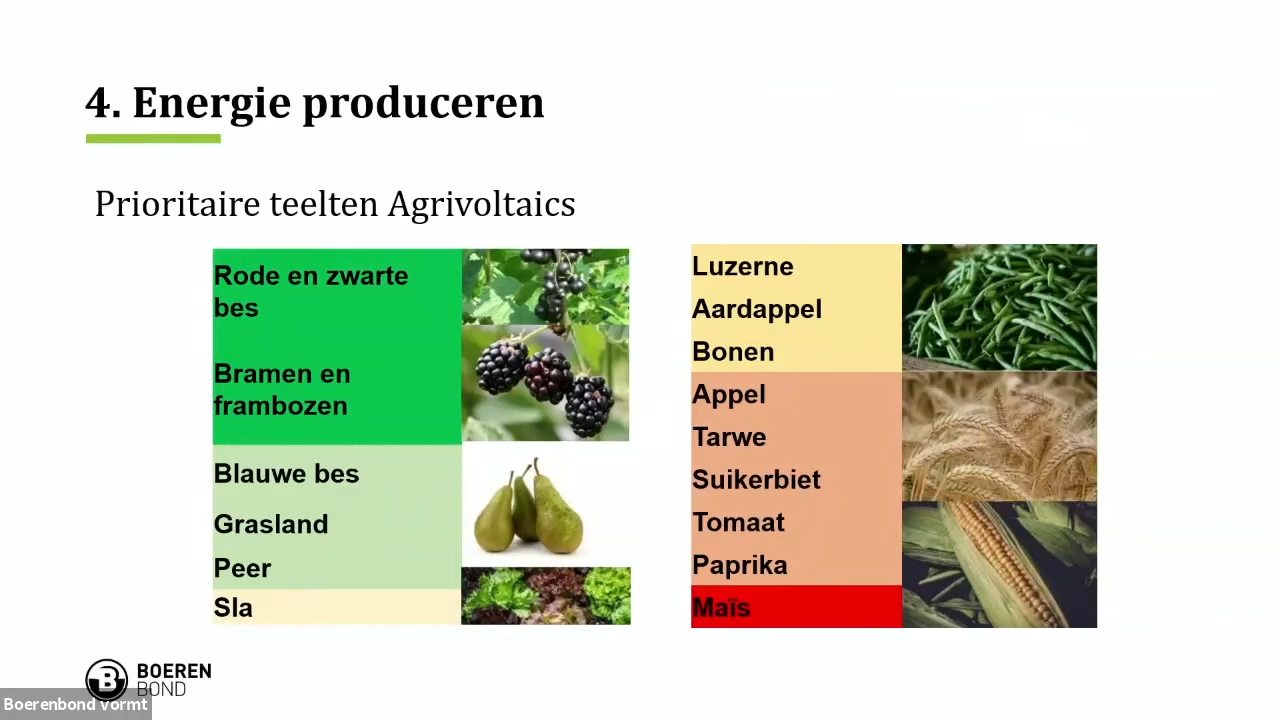 4. Energie produceren
Prioritaire teelten Agrivoltaics
Rode en zwarte
bes
Bramen en
frambozen
Blauwe bes
Grasland
Peer
Sla
Luzerne
Aardappel
Bonen
Appel
Tarwe
Suikerbiet
Tomaat
Paprika
Maïs
BOEREN
BOND
Boerenbond Vormt